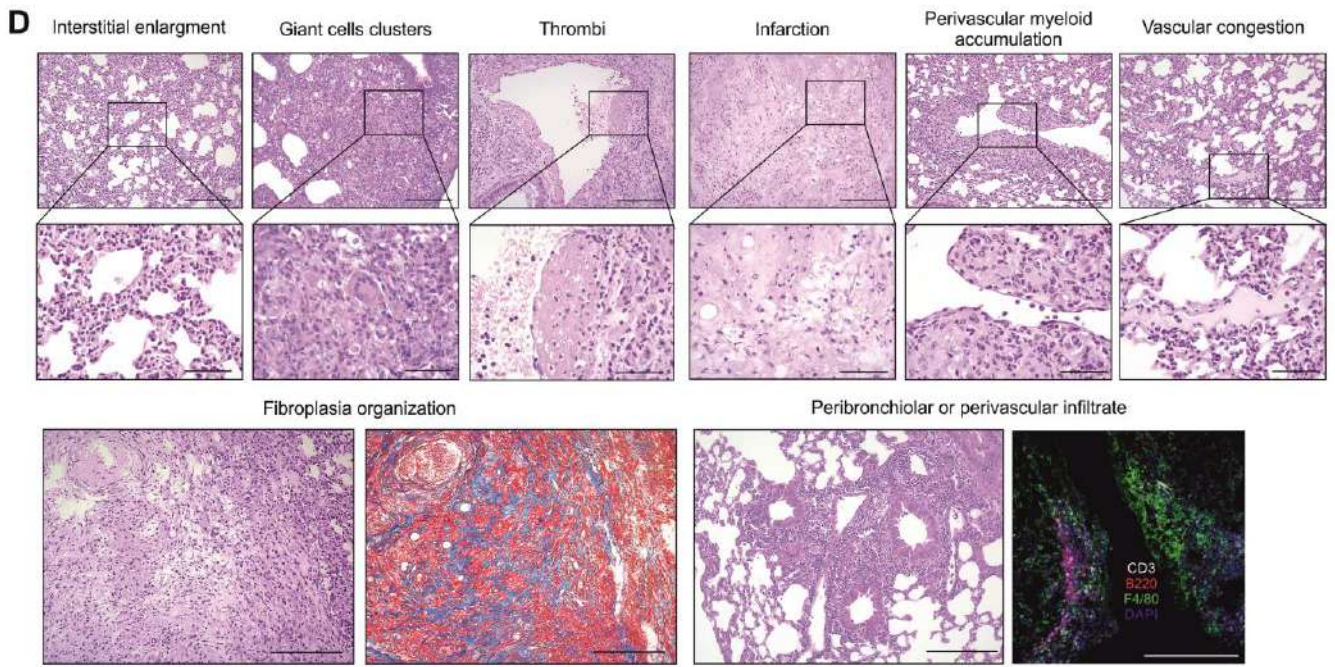 D
Interstitial enlargment
Giant cells clusters
Thrombi
Infarction
Perivascular myeloid
accumulation
Vascular congestion
Fibroplasia organization
Peribronchiolar or perivascular infiltrate
CD3
B220
F4/80
DAPI